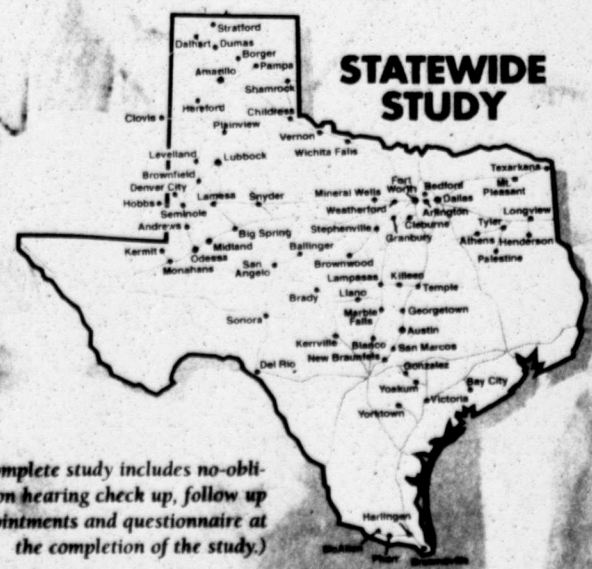 STATEWIDE
STUDY
Stratford
Dalhart
Dumas
Borger
Pampa
Amarillo
Shamrock
Hereford
Childress
Clovis
Plainview
Vernon
Wichita Falls
Levelland
Lubbock
Brownfield
Denver City
Hobbs
Lamesa
Snyder
Seminole
Andrews
Big Spring
Kermit
Odessa
Midland
Monahans
San
Angelo
Ballinger
Texarkana
Mt.
Pleasant
Mineral Wells
Fort
Worth
Bedford
Dallas
Weatherford
Arlington
Cleburne
Granbury
Stephenville
Longview
Tyler
Athens
Henderson
Palestine
Brownwood
Lampasas
Killeen
Temple
Brady
Llano
Marble
Falls
Georgetown
Austin
Sonora
Kerrville
Blanco
San Marcos
New Braunfels
Del Rio
Gonzalez
Yoakum
Bay City
Victoria
Yorktown
Harlingen
McAllen
Pharr
Brownsville
mplete study includes no-obli-
on hearing check up, follow up
intments and questionnaire at
the completion of the study.)